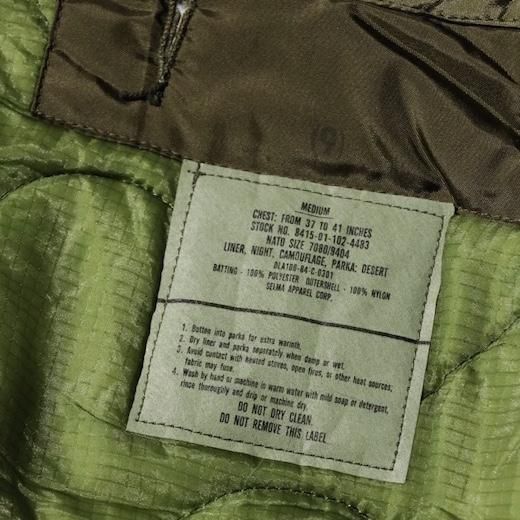 (9)
MEDIUM
CHEST: FROM 37 TO 41 INCHES
STOCK NO. 8415-01-102-4493
NATO SIZE 7080/9404
LINER, NIGHT, CAMOUFLAGE, PARKA: DESERT
DLA100-84-C-0301
BATTING - 100% POLYESTER OUTERSHELL - 100% NYLON
SELMA APPAREL CORP.
1. Button into parka for extra warmth.
2. Dry liner and parka separately when damp or wet.
3. Avoid contact with heated stoves, open fires, or other heat sources,
fabric may fuse.
4. Wash by hand or machine in warm water with mild soap or detergent,
rinse thoroughly and drip or machine dry.
DO NOT DRY CLEAN.
DO NOT REMOVE THIS LABEL